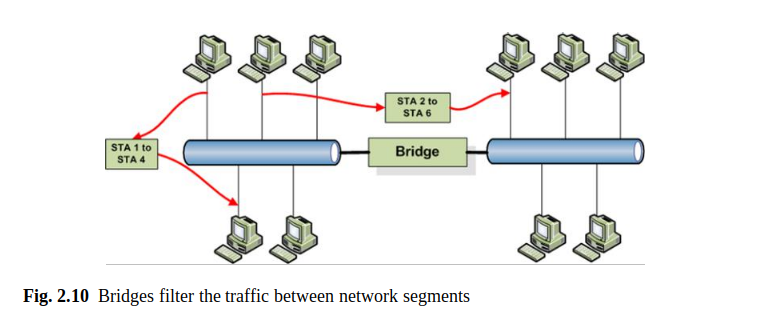 STA 2 to
STA 6
STA 1 to
STA 4
Bridge
Fig. 2.10 Bridges filter the traffic between network segments